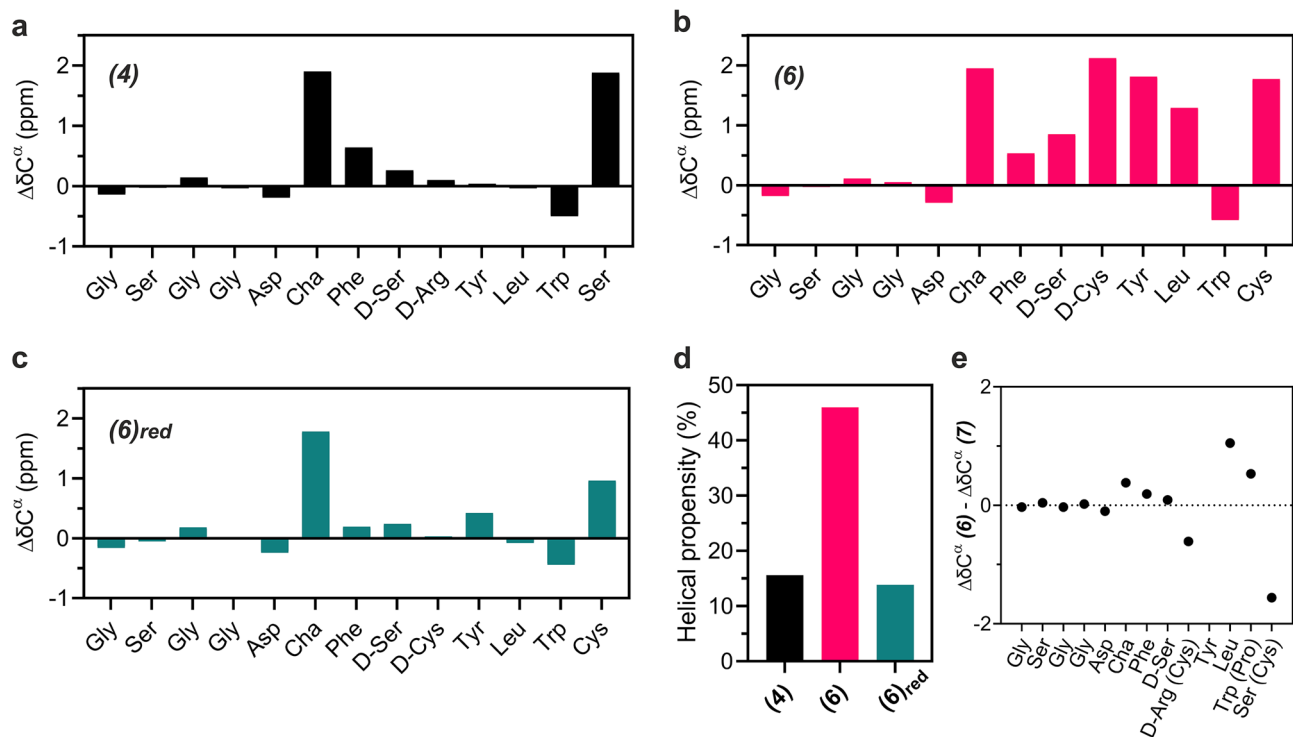 a
(4)
ΔδCα (ppm)
2
1
0
-1
Gly
Ser
Gly
Gly
Asp
Cha
Phe
D-Ser
D-Arg
Tyr
Leu
Trp
Ser
b
(6)
ΔδCα (ppm)
2
1
0
-1
Gly
Ser
Gly
Gly
Asp
Cha
Phe
D-Ser
D-Cys
Tyr
Leu
Trp
Cys
c
(6)red
ΔδCα (ppm)
2
1
0
-1
Gly
Ser
Gly
Gly
Asp
Cha
Phe
D-Ser
D-Cys
Tyr
Leu
Trp
Cys
d
Helical propensity (%)
50
40
30
20
10
0
(4)
(6)
(6)red
e
ΔδCα (6) - ΔδCα (7)
2
0
-2
Gly
Ser
Gly
Gly
Asp
Cha
Phe
D-Ser
D-Arg (Cys)
Tyr
Leu
Trp (Pro)
Ser (Cys)